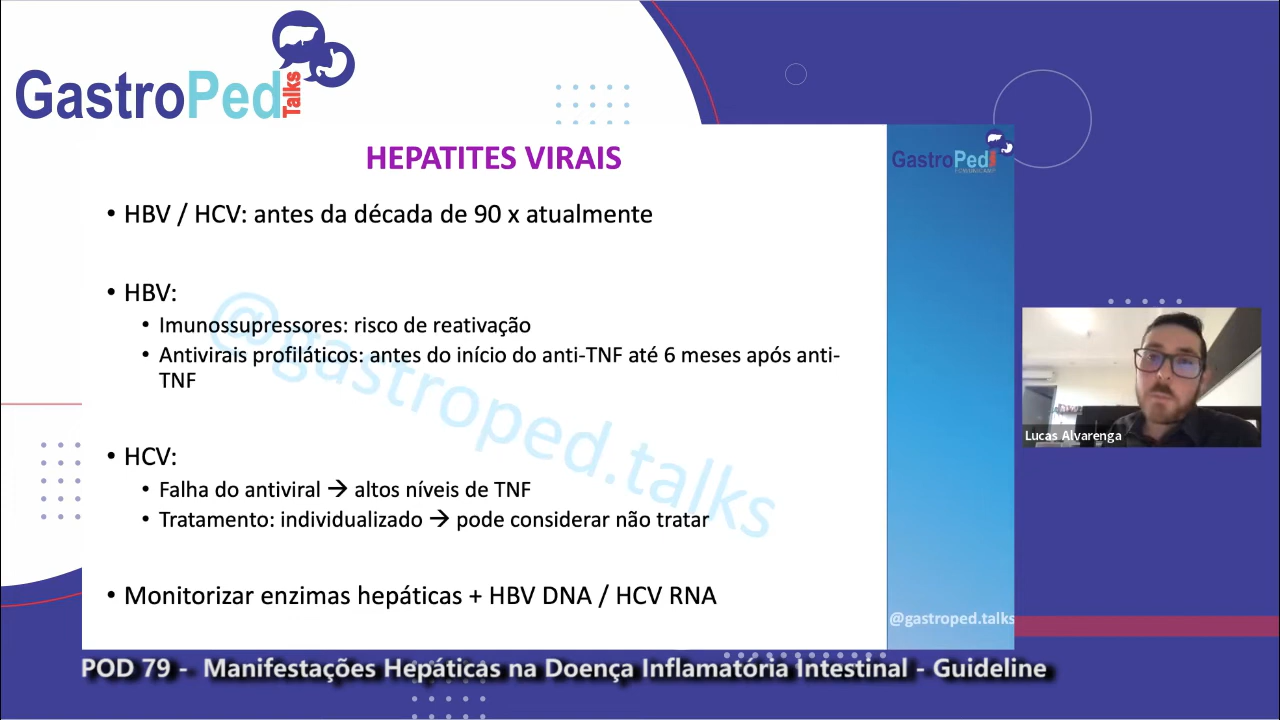 GastroPed
Talks
HEPATITES VIRAIS
GastroPed
• HBV / HCV: antes da década de 90 x atualmente
• HBV:
• Imunossupressores: risco de reativação
• Antivirais profiláticos: antes do início do anti-TNF até 6 meses após anti-
TNF
@gastroped.talks
Lucas Alvarenga
• HCV:
• Falha do antiviral → altos níveis de TNF
• Tratamento: individualizado → pode considerar não tratar
• Monitorizar enzimas hepáticas + HBV DNA / HCV RNA
@gastroped.talks
POD 79 - Manifestações Hepáticas na Doença Inflamatória Intestinal - Guideline